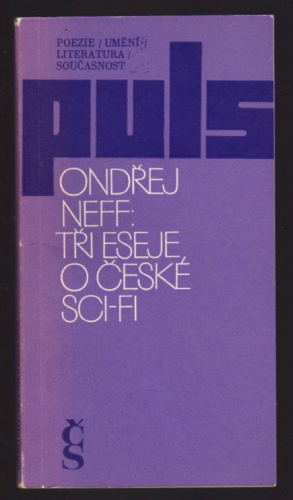 POEZIE / UMĚNÍ /
LITERATURA /
SOUČASNOST
puls
ONDŘEJ
NEFF:
TŘI ESEJE
O ČESKÉ
SCI-FI
ČS